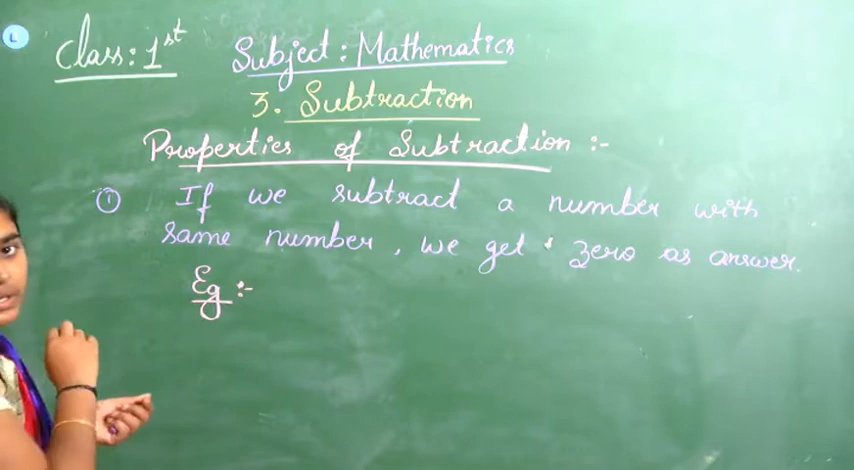 Class: 1st Subject: Mathematics
3. Subtraction
Properties of Subtraction :-
① If we subtract a number with
same number, we get zero as answer.
Eg :-